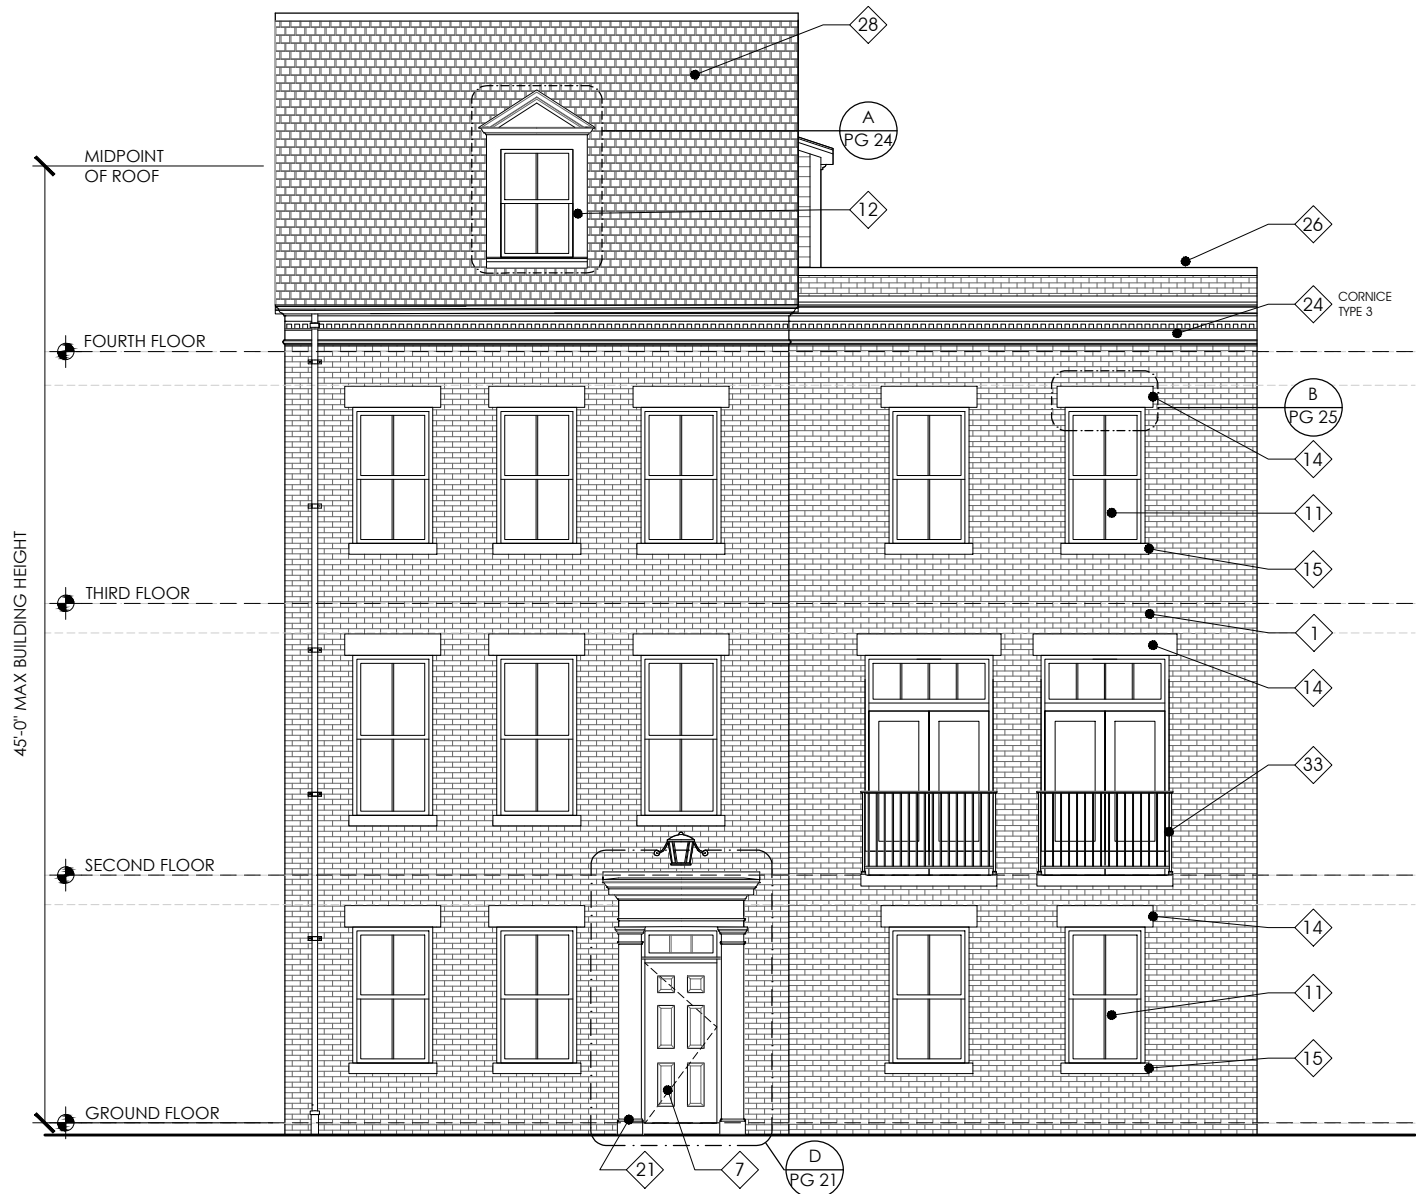 28
A
PG 24
MIDPOINT
OF ROOF
12
26
24
CORNICE
TYPE 3
FOURTH FLOOR
B
PG 25
14
11
15
THIRD FLOOR
1
14
45'-0" MAX BUILDING HEIGHT
33
SECOND FLOOR
14
11
15
GROUND FLOOR
21
7
D
PG 21